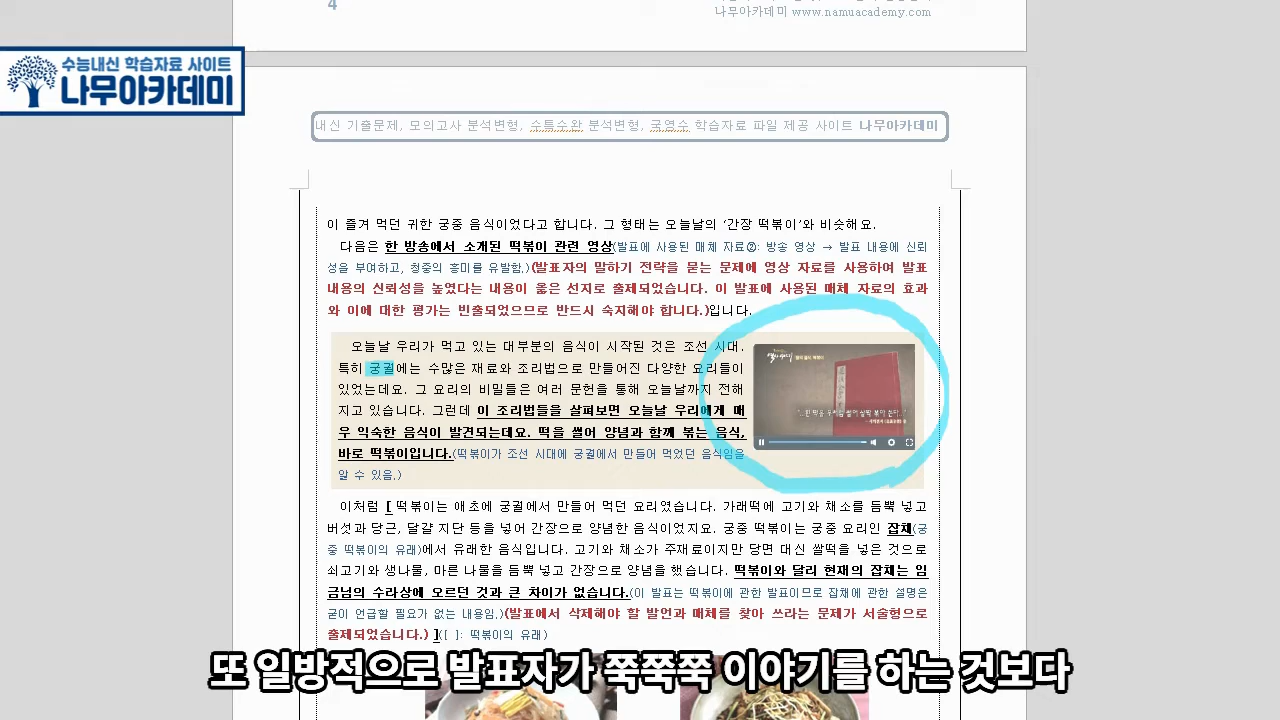 4
나무아카데미 www.namuacademy.com
수능내신 학습자료 사이트
나무아카데미
내신 기출문제, 모의고사 분석변형, 수특수완 분석변형, 국영수 학습자료 파일 제공 사이트 나무아카데미
이 즐겨 먹던 귀한 궁중 음식이었다고 합니다. 그 형태는 오늘날의 ‘간장 떡볶이’와 비슷해요.
다음은 한 방송에서 소개된 떡볶이 관련 영상(발표에 사용된 매체 자료②: 방송 영상 → 발표 내용에 신뢰
성을 부여하고, 청중의 흥미를 유발함.)(발표자의 말하기 전략을 묻는 문제에 영상 자료를 사용하여 발표
내용의 신뢰성을 높였다는 내용이 옳은 선지로 출제되었습니다. 이 발표에 사용된 매체 자료의 효과
와 이에 대한 평가는 빈출되었으므로 반드시 숙지해야 합니다.)입니다.
오늘날 우리가 먹고 있는 대부분의 음식이 시작된 것은 조선 시대.
특히 궁궐에는 수많은 재료와 조리법으로 만들어진 다양한 요리들이
있었는데요. 그 요리의 비밀들은 여러 문헌을 통해 오늘날까지 전해
지고 있습니다. 그런데 이 조리법들을 살펴보면 오늘날 우리에게 매
우 익숙한 음식이 발견되는데요. 떡을 썰어 양념과 함께 볶는 음식,
바로 떡볶이입니다.(떡볶이가 조선 시대에 궁궐에서 만들어 먹었던 음식임을
알 수 있음.)
이처럼 [ 떡볶이는 애초에 궁궐에서 만들어 먹던 요리였습니다. 가래떡에 고기와 채소를 듬뿍 넣고
버섯과 당근, 달걀 지단 등을 넣어 간장으로 양념한 음식이었지요. 궁중 떡볶이는 궁중 요리인 잡채(궁
중 떡볶이의 유래)에서 유래한 음식입니다. 고기와 채소가 주재료이지만 당면 대신 쌀떡을 넣은 것으로
쇠고기와 생나물, 마른 나물을 듬뿍 넣고 간장으로 양념을 했습니다. 떡볶이와 달리 현재의 잡채는 임
금님의 수라상에 오르던 것과 큰 차이가 없습니다.(이 발표는 떡볶이에 관한 발표이므로 잡채에 관한 설명은
굳이 언급할 필요가 없는 내용임.)(발표에서 삭제해야 할 발언과 매체를 찾아 쓰라는 문제가 서술형으로
출제되었습니다.) ]([ ]: 떡볶이의 유래)
또 일방적으로 발표자가 쭉쭉쭉 이야기를 하는 것보다